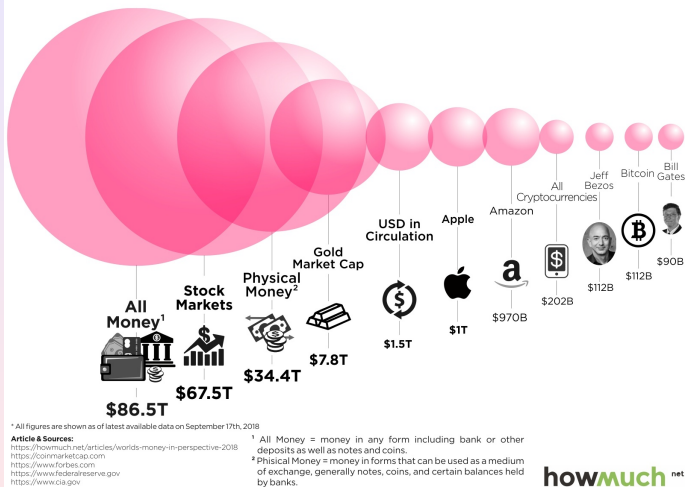 All
Money¹
$86.5T
Stock
Markets
$67.5T
Physical
Money²
$34.4T
Gold
Market Cap
$7.8T
USD in
Circulation
$1.5T
Apple
$1T
Amazon
a
$970B
All
Cryptocurrencies
$202B
Jeff
Bezos
$112B
Bitcoin
$112B
Bill
Gates
$90B
* All figures are shown as of latest available data on September 17th, 2018
Article & Sources:
https://howmuch.net/articles/worlds-money-in-perspective-2018
https://coinmarketcap.com
https://www.forbes.com
https://www.federalreserve.gov
https://www.cia.gov
¹ All Money = money in any form including bank or other
deposits as well as notes and coins.
² Phisical Money = money in forms that can be used as a medium
of exchange, generally notes, coins, and certain balances held
by banks.
howmuch net